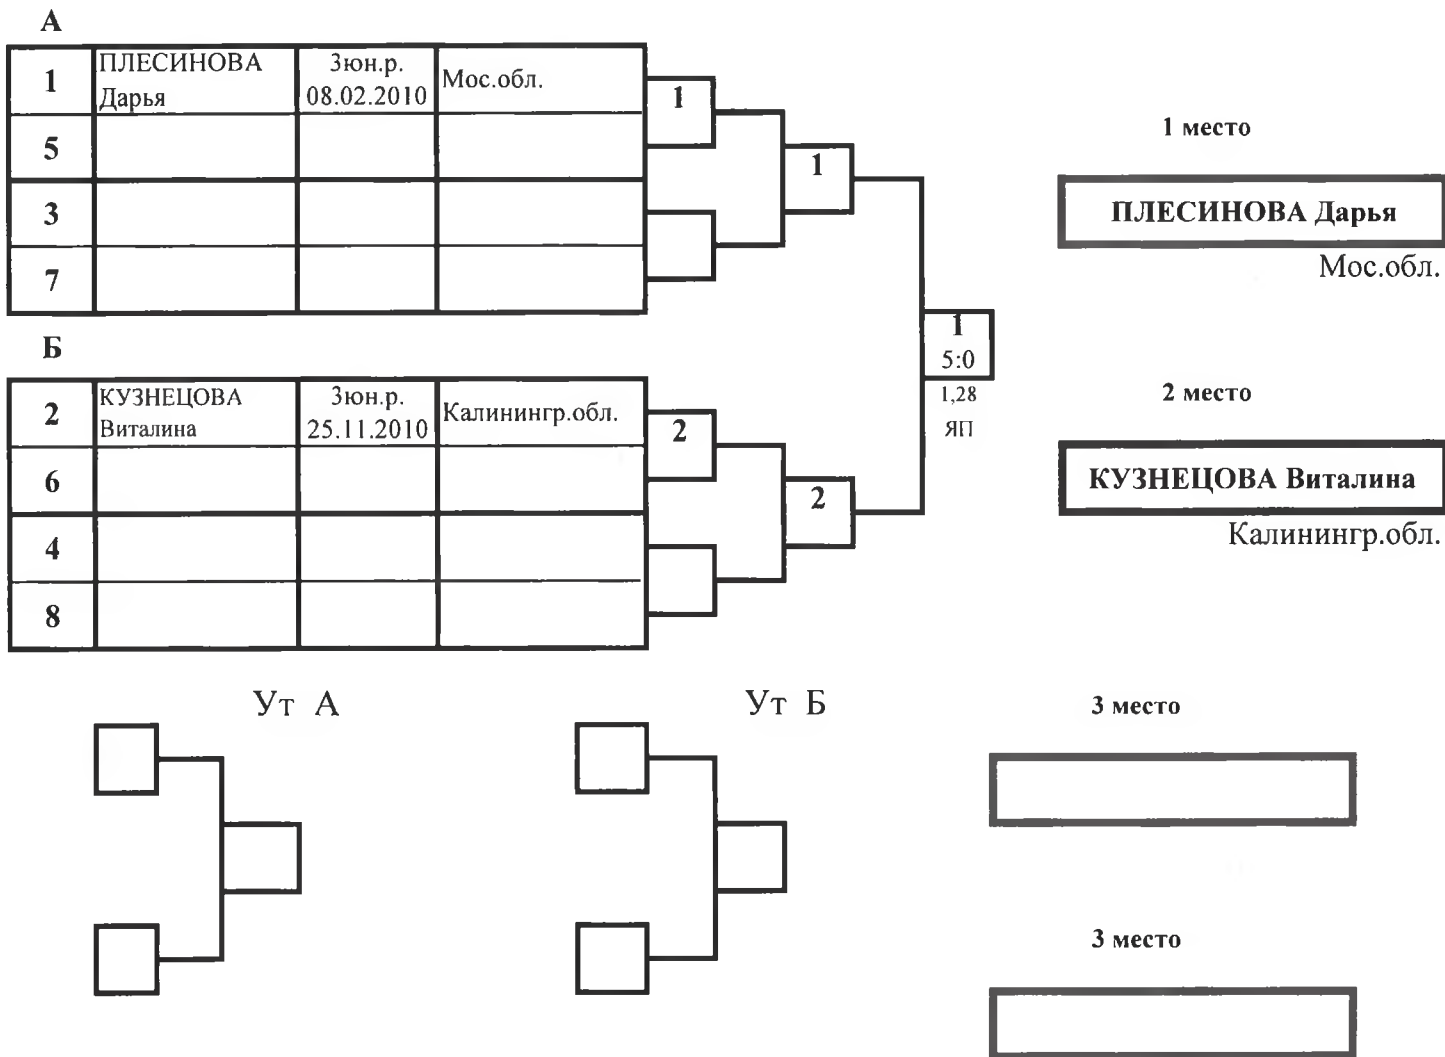 А
1
ПЛЕСИНОВА
Дарья
3юн.р.
08.02.2010
Мос.обл.
5
3
7
1
1
Б
2
КУЗНЕЦОВА
Виталина
3юн.р.
25.11.2010
Калинингр.обл.
6
4
8
2
2
1
5:0
1,28
ЯП
1 место
ПЛЕСИНОВА Дарья
Мос.обл.
2 место
КУЗНЕЦОВА Виталина
Калинингр.обл.
Ут А
Ут Б
3 место
3 место